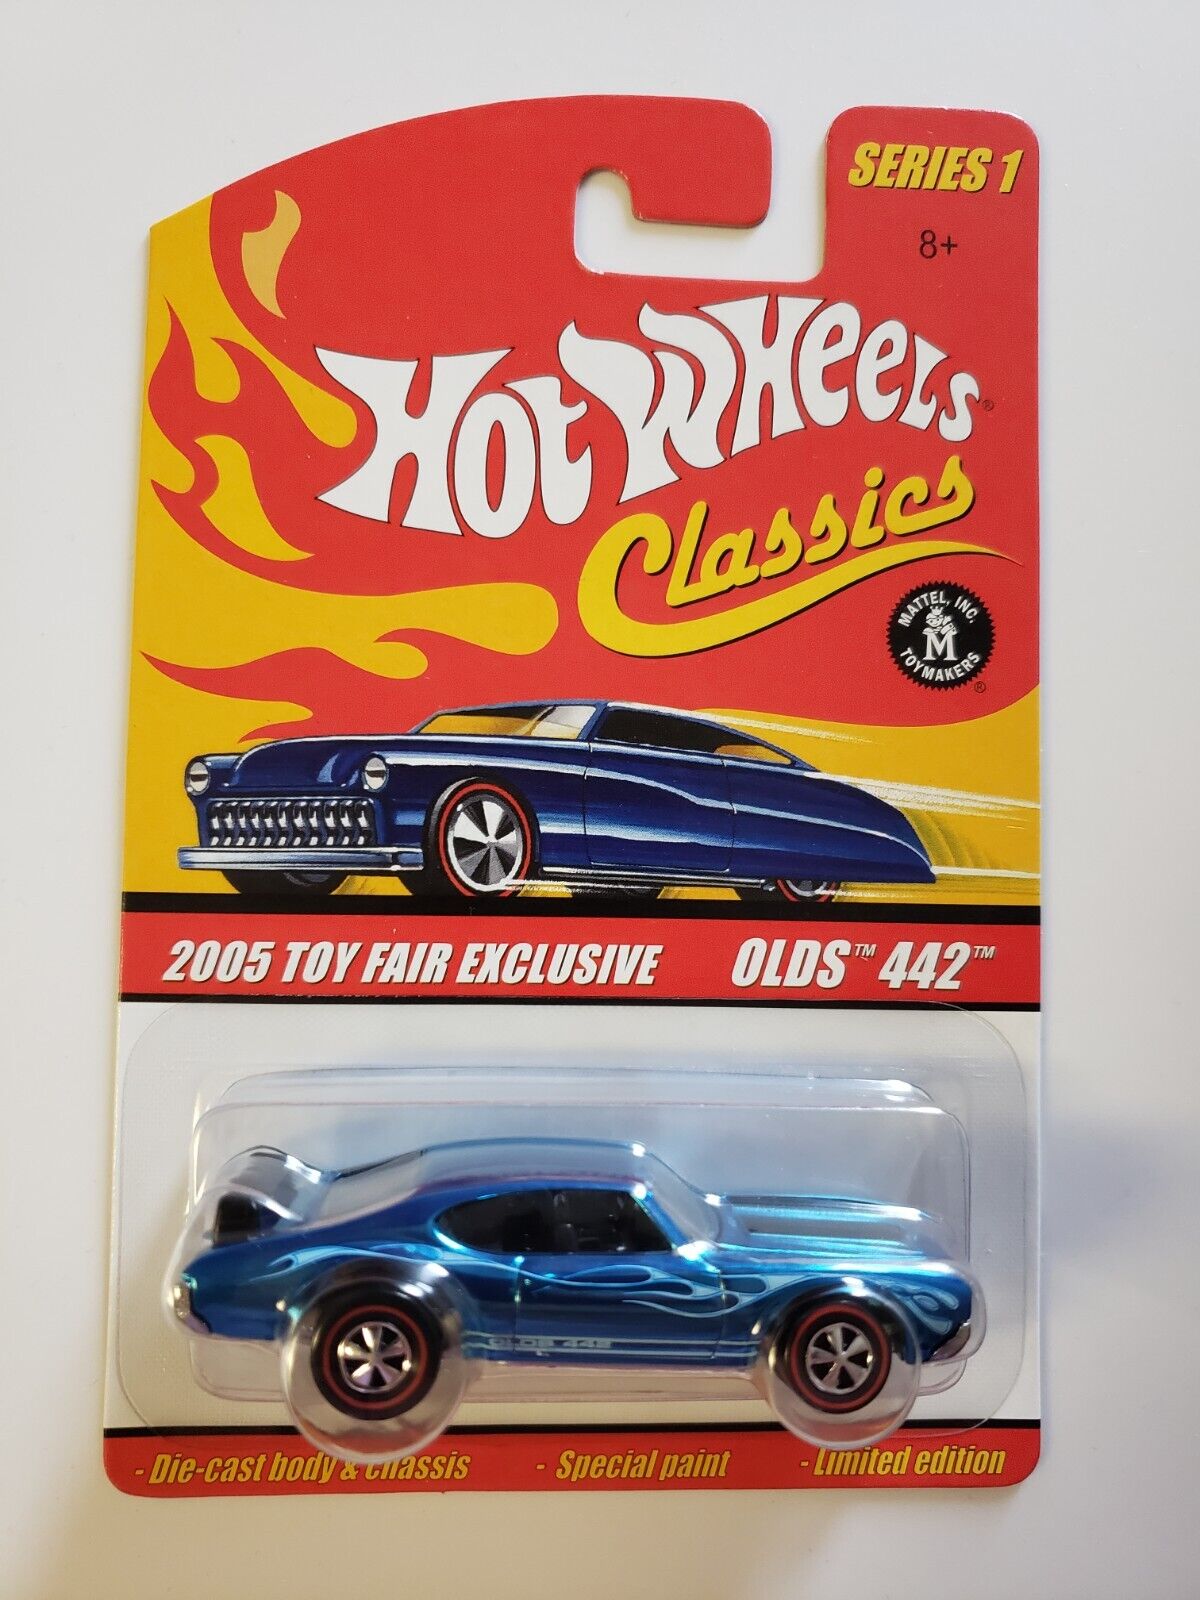 SERIES 1
8+
Hot Wheels®
Classics
MATTEL, INC.
M
TOYMAKERS
®
2005 TOY FAIR EXCLUSIVE OLDS™ 442™
OLDS 442
- Die-cast body & chassis - Special paint - Limited edition